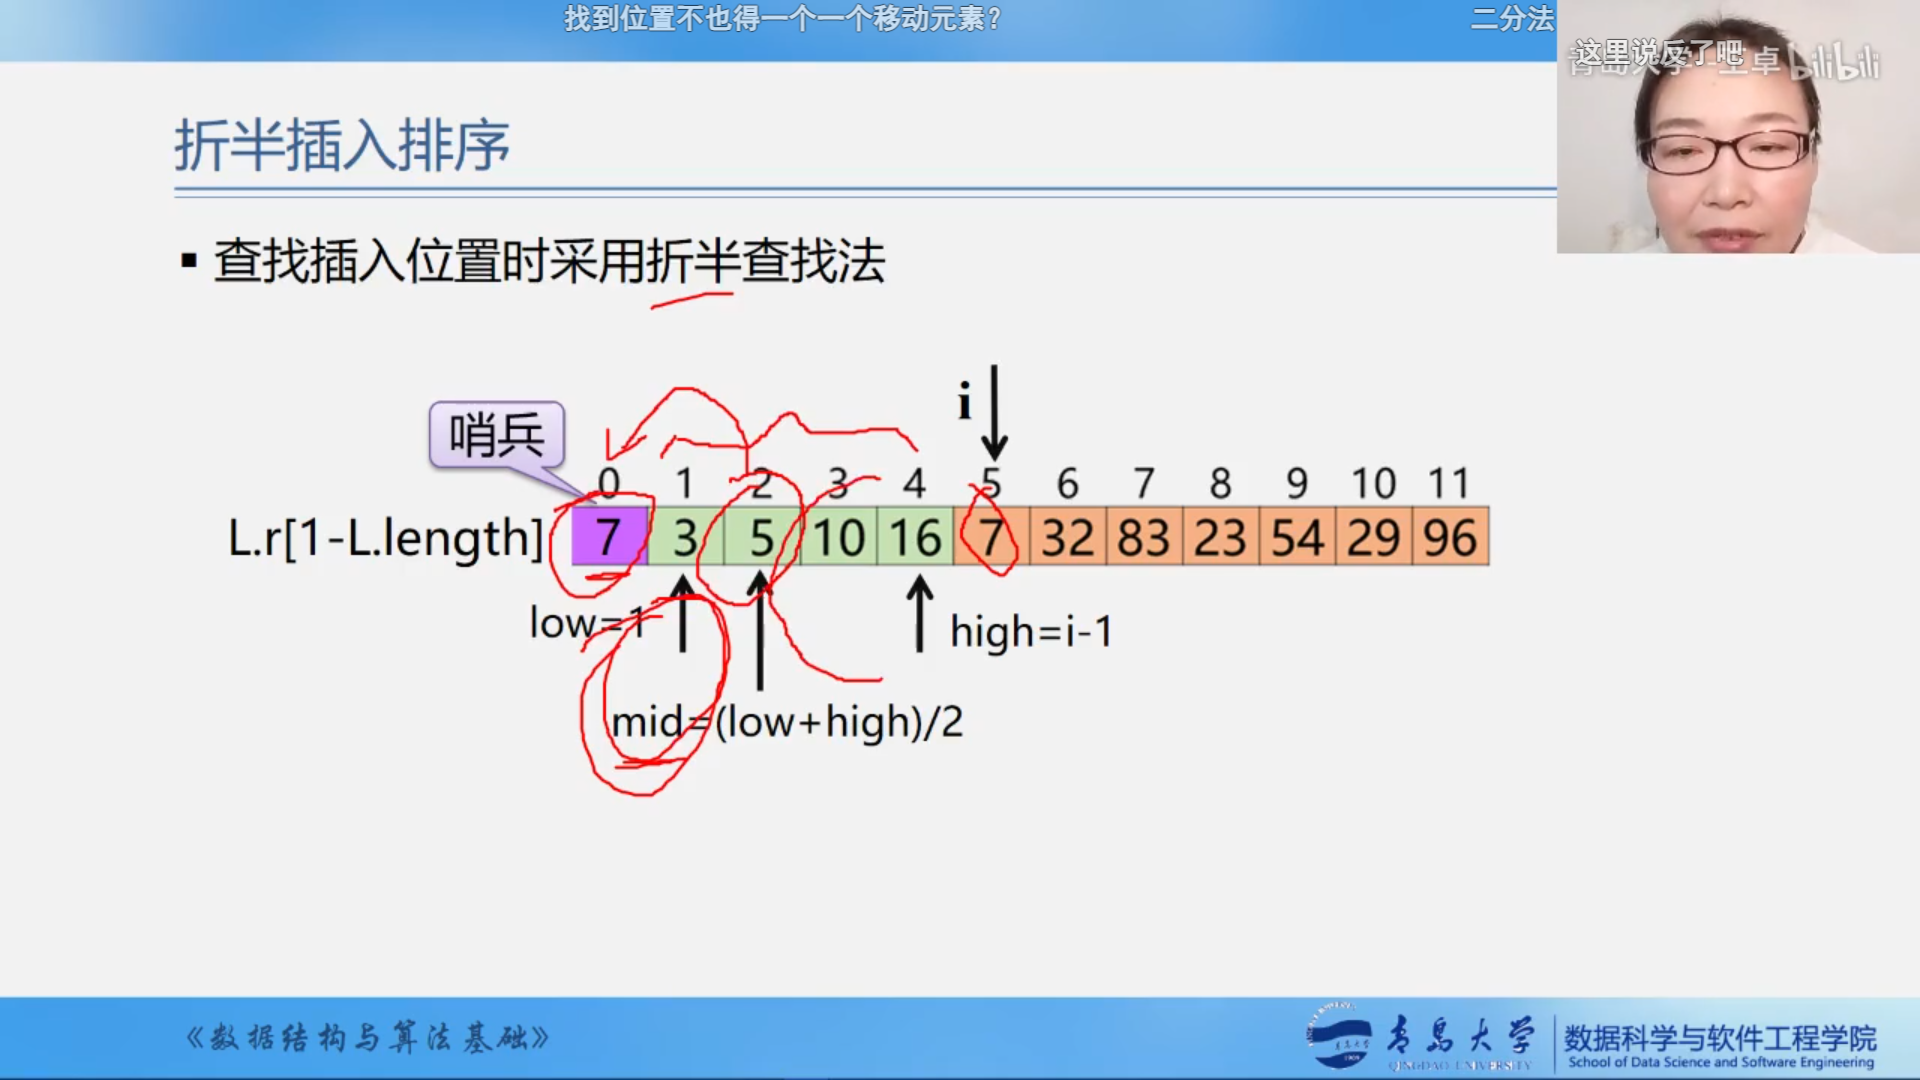 找到位置不也得一个一个移动元素？
二分法
这里说反了吧
bilibili
折半插入排序
▪ 查找插入位置时采用折半查找法
i
哨兵
0 1 2 3 4 5 6 7 8 9 10 11
L.r[1-L.length] 7 3 5 10 16 7 32 83 23 54 29 96
low=1
high=i-1
mid=(low+high)/2
《数据结构与算法基础》
青岛大学
QINGDAO UNIVERSITY
数据科学与软件工程学院
School of Data Science and Software Engineering